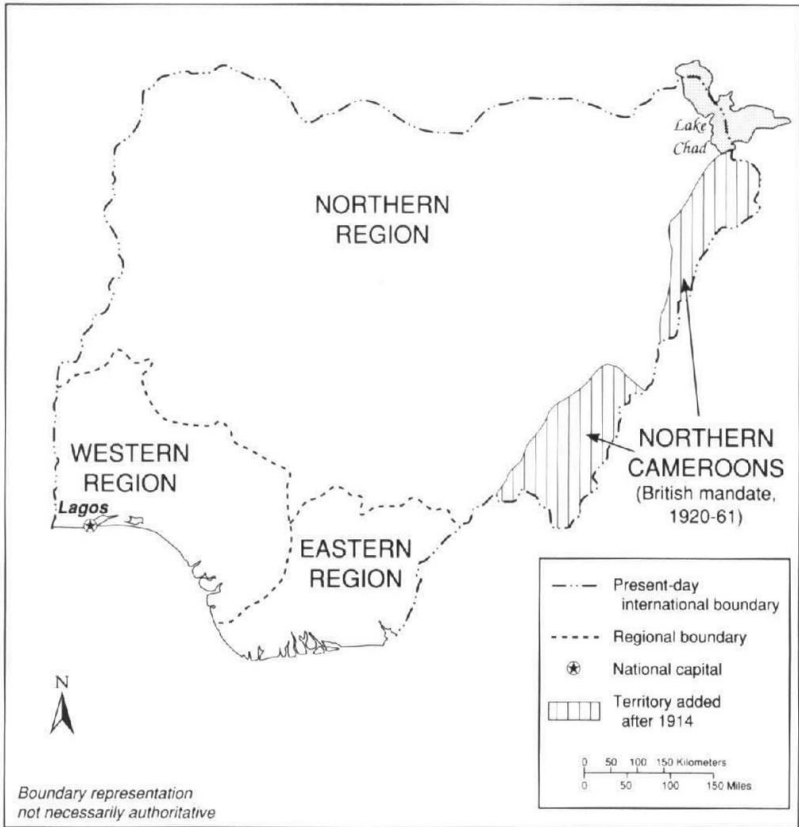 Lake
Chad
NORTHERN
REGION
WESTERN
REGION
Lagos
EASTERN
REGION
NORTHERN
CAMEROONS
(British mandate,
1920-61)
Present-day
international boundary
Regional boundary
National capital
Territory added
after 1914
0 50 100 150 Kilometers
0 50 100 150 Miles
N
Boundary representation
not necessarily authoritative